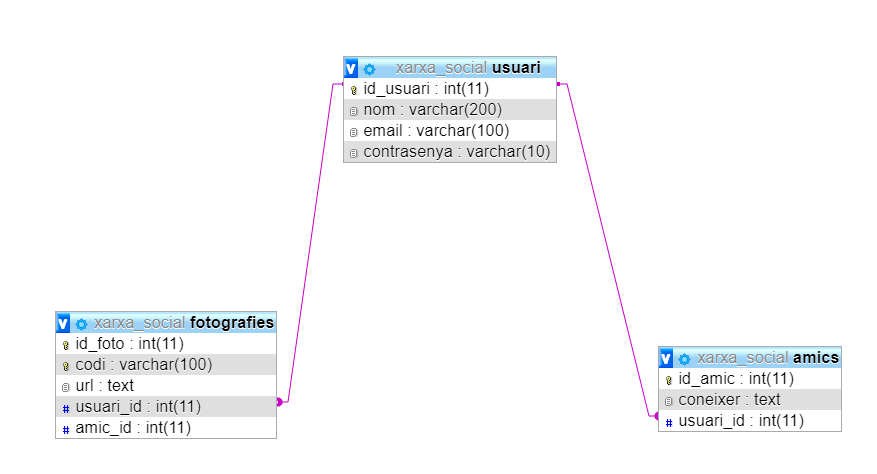 xarxa_social usuari
id_usuari : int(11)
nom : varchar(200)
email : varchar(100)
contrasenya : varchar(10)
xarxa_social fotografies
id_foto : int(11)
codi : varchar(100)
url : text
# usuari_id : int(11)
# amic_id : int(11)
xarxa_social amics
id_amic : int(11)
coneixer : text
# usuari_id : int(11)